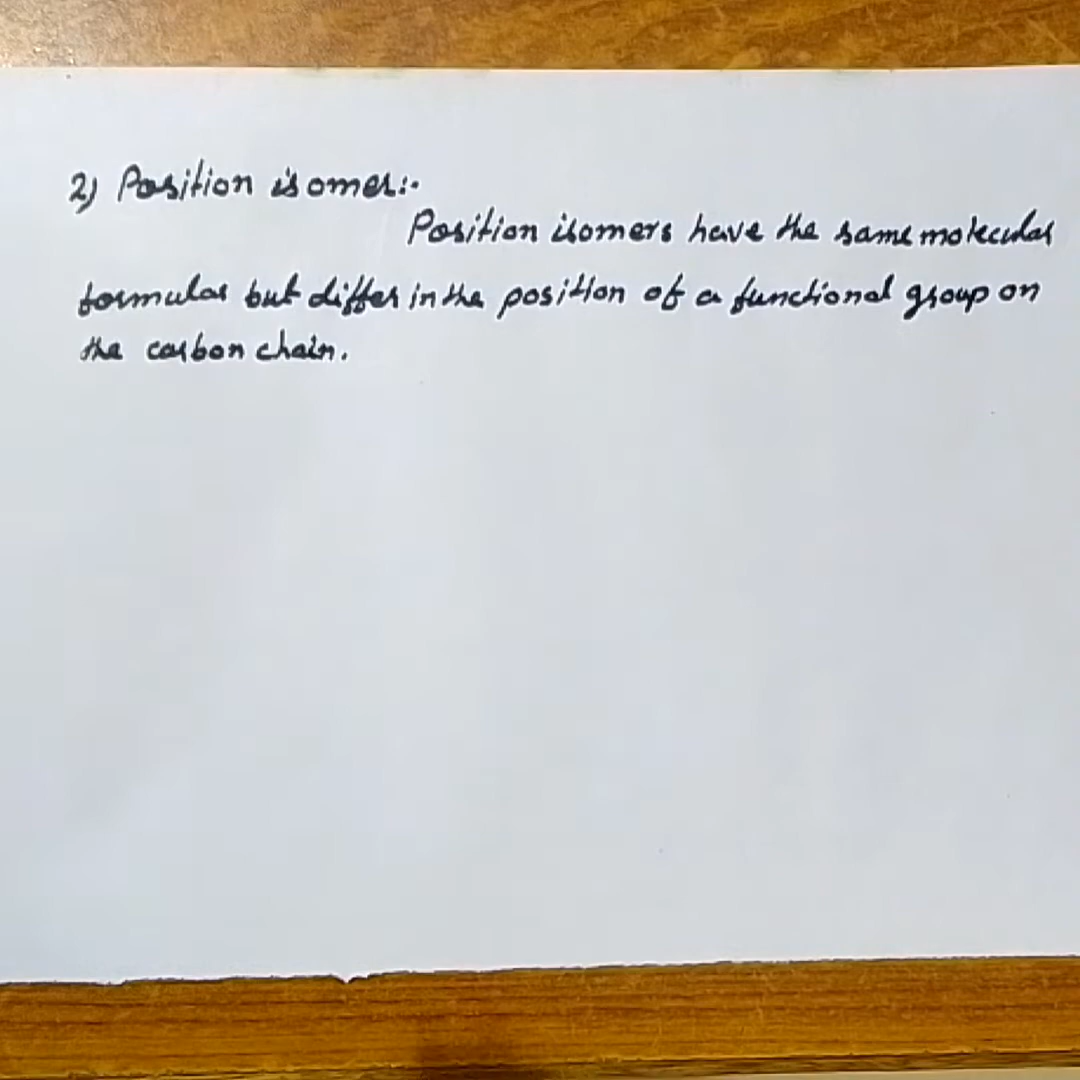 2) Position isomer:-
Position isomers have the same molecular
formular but differ in the position of a functional group on
the carbon chain.